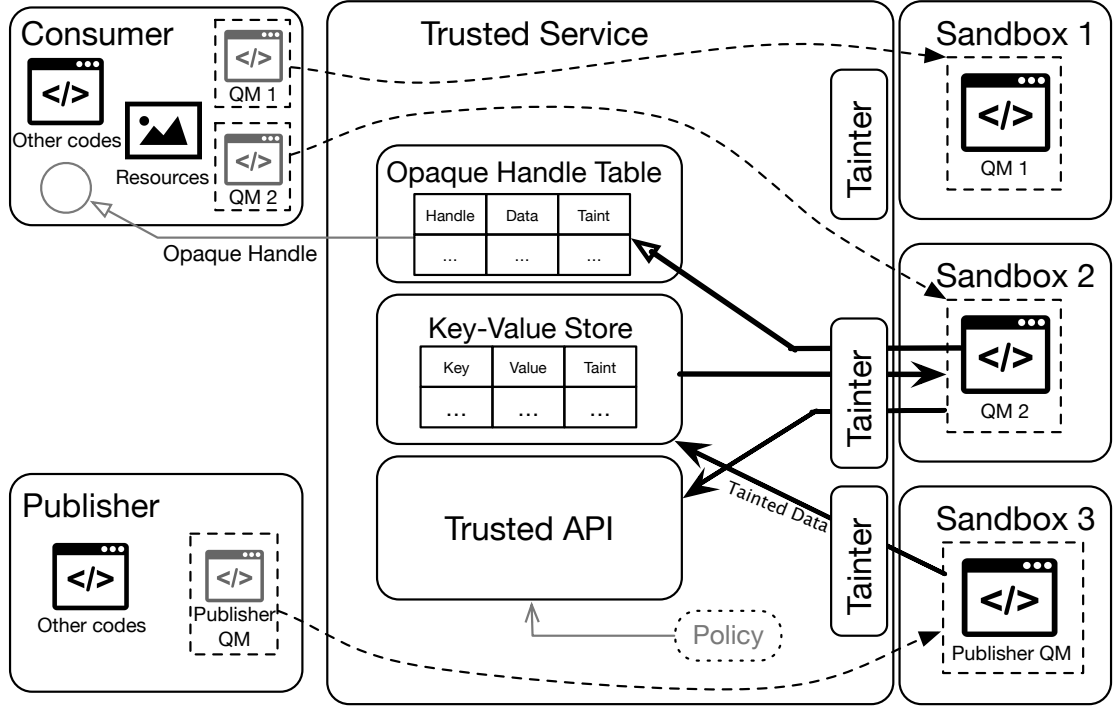 Consumer
</>
QM 1
</>
Other codes
Resources
</>
QM 2
Opaque Handle
Publisher
</>
Other codes
</>
Publisher
QM
Trusted Service
Opaque Handle Table
Handle Data Taint
... ... ...
Key-Value Store
Key Value Taint
... ... ...
Trusted API
Policy
Tainted Data
Tainter
Tainter
Tainter
Sandbox 1
</>
QM 1
Sandbox 2
</>
QM 2
Sandbox 3
</>
Publisher QM